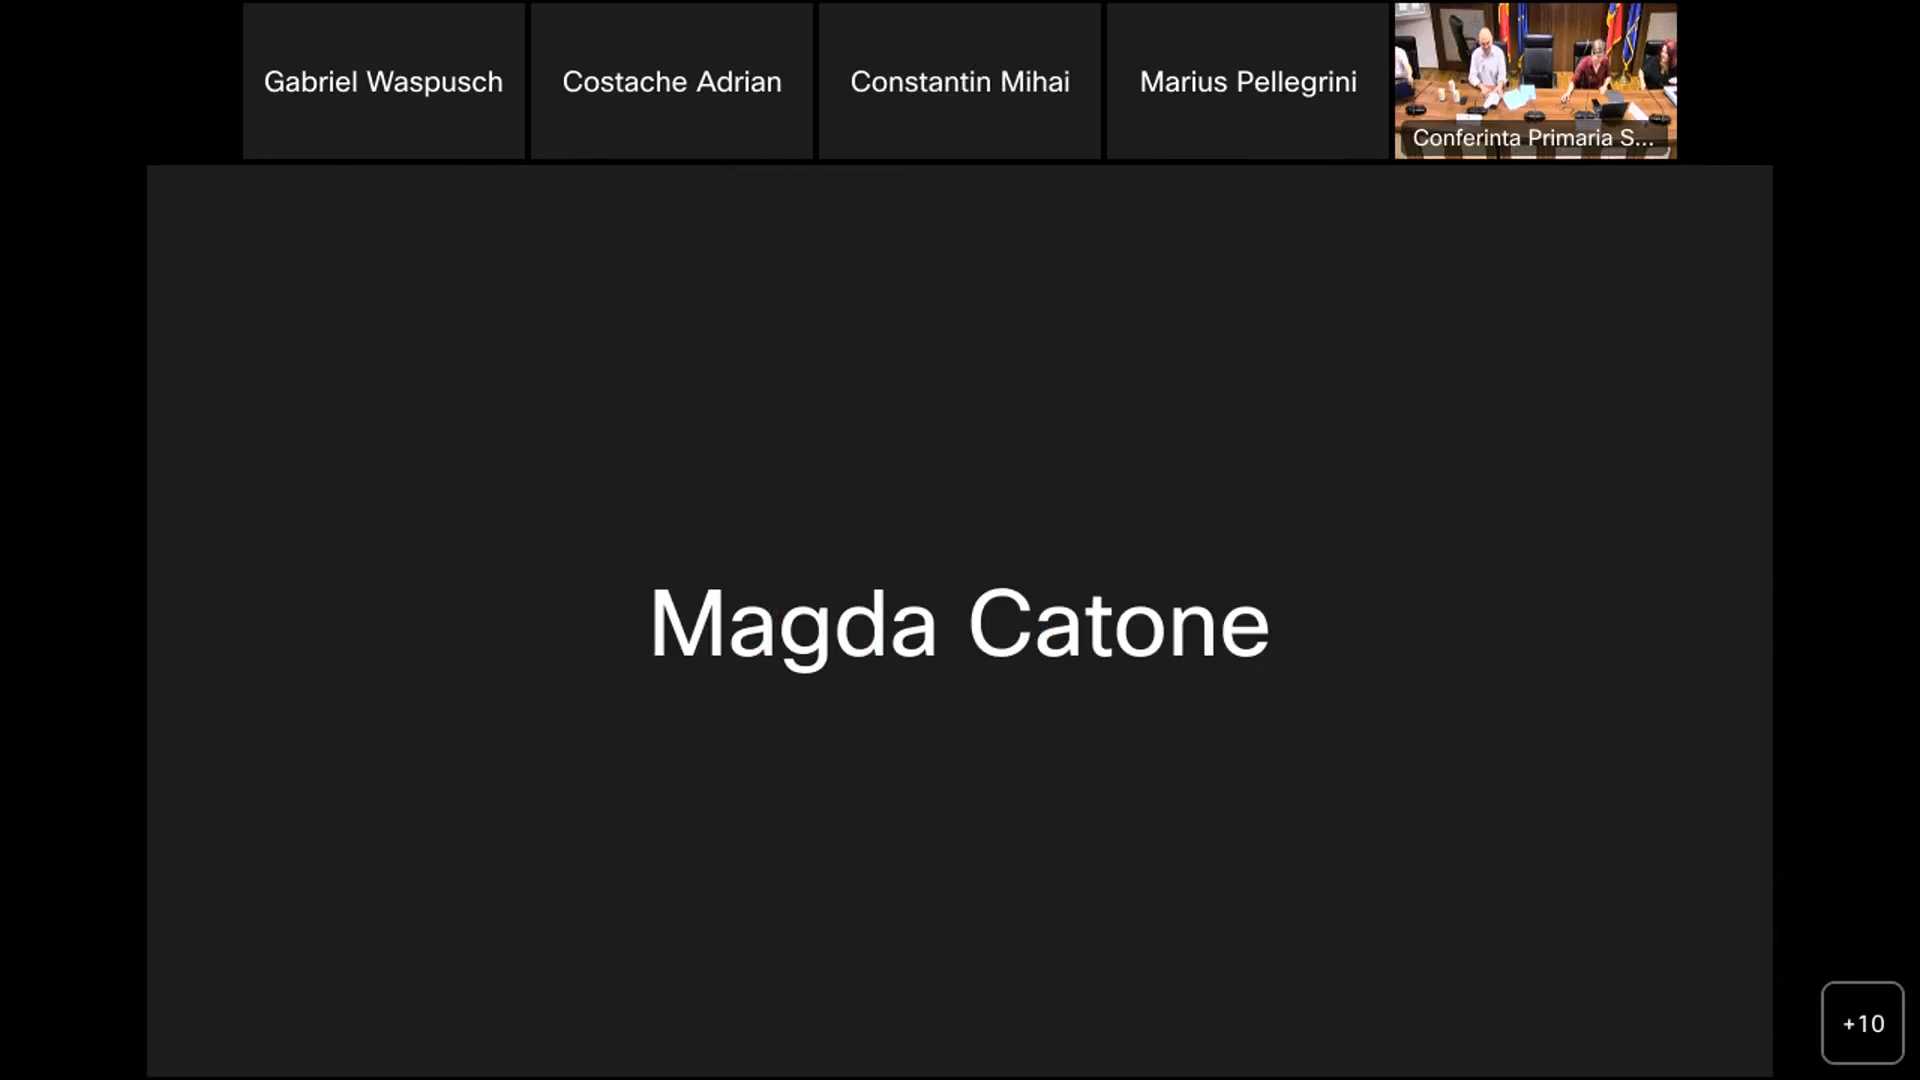 Gabriel Waspusch
Costache Adrian
Constantin Mihai
Marius Pellegrini
Conferinta Primaria S...
Magda Catone
+10